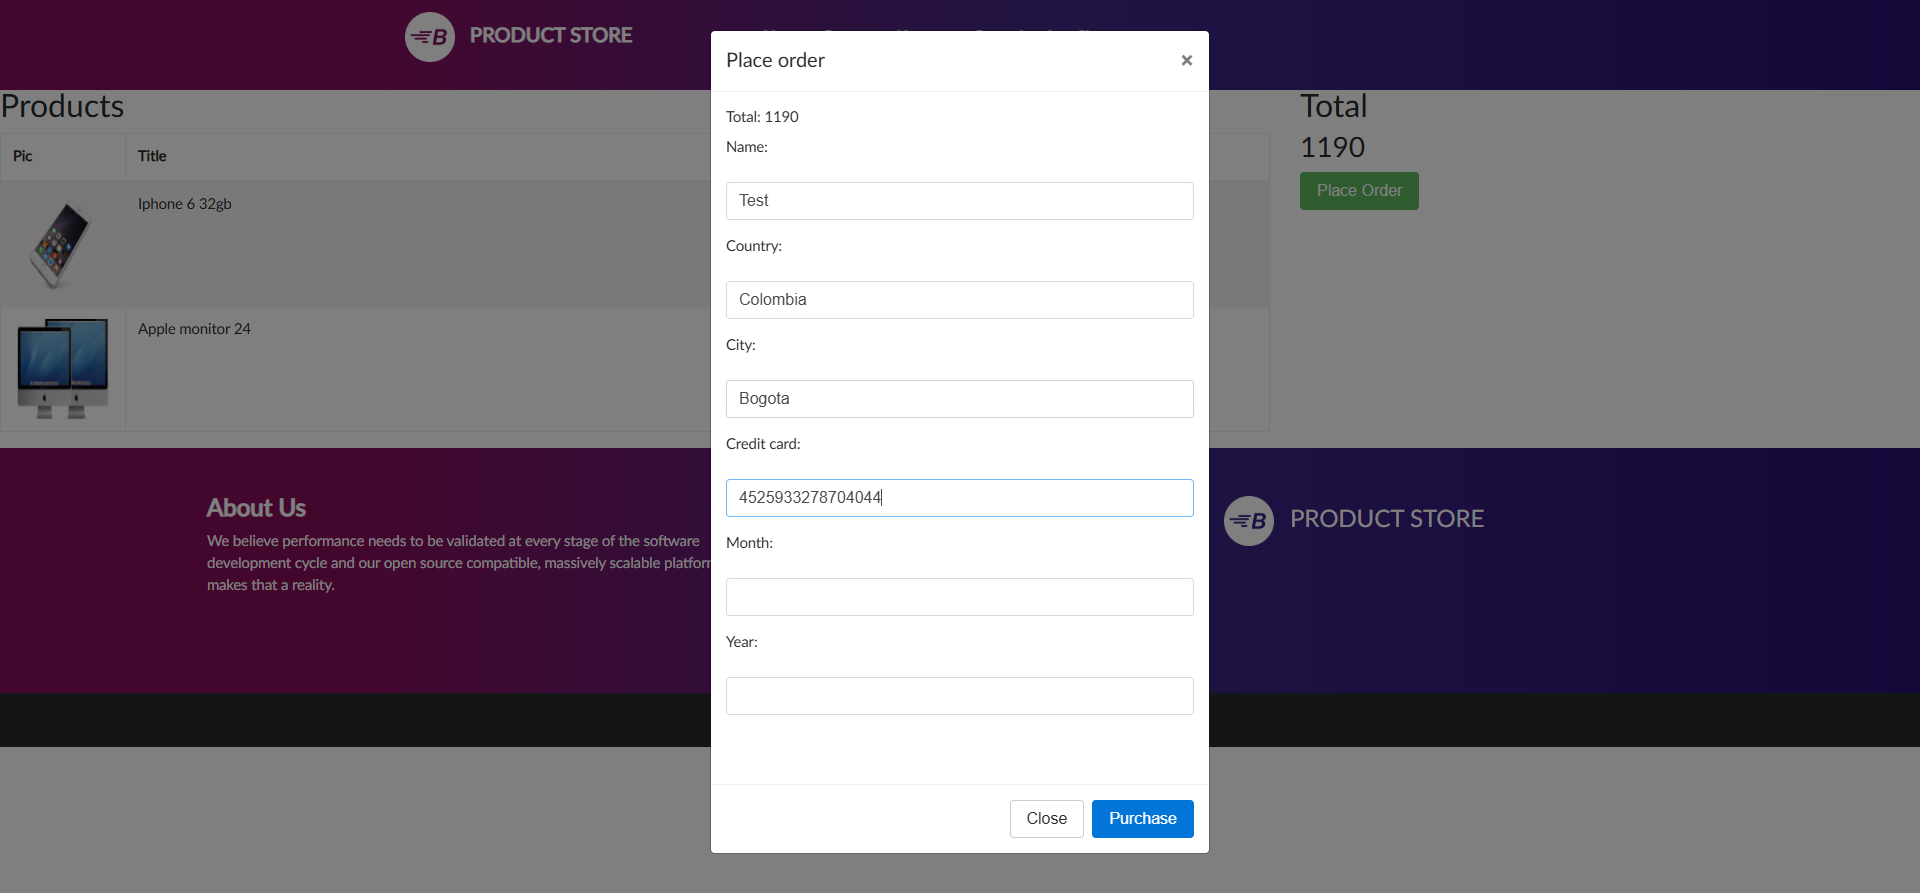 PRODUCT STORE
Place order
×
Products
Total
1190
Place Order
Pic
Title
Iphone 6 32gb
Apple monitor 24
Total: 1190
Name:
Test
Country:
Colombia
City:
Bogota
Credit card:
4525933278704044
Month:
Year:
Close
Purchase
About Us
We believe performance needs to be validated at every stage of the software
development cycle and our open source compatible, massively scalable
makes that a reality.
B PRODUCT STORE